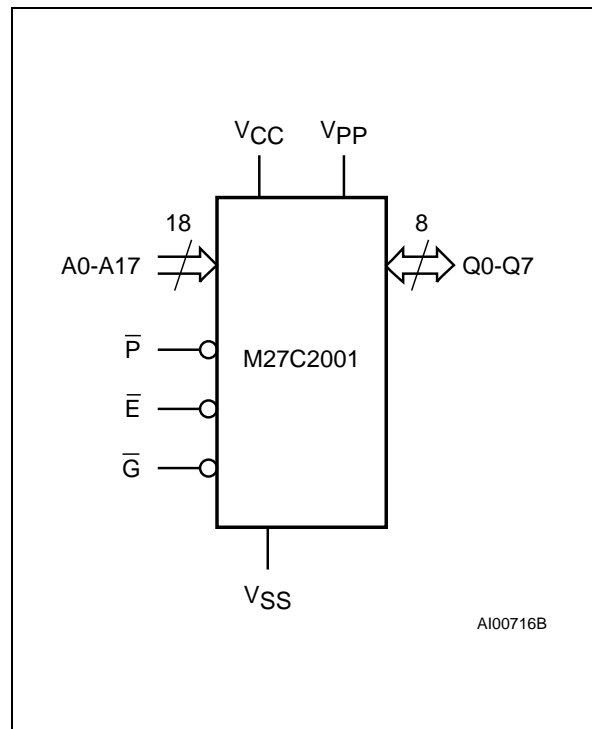 VCC VPP
18 8
A0-A17 Q0-Q7
P̅
M27C2001
E̅
G̅
VSS
AI00716B